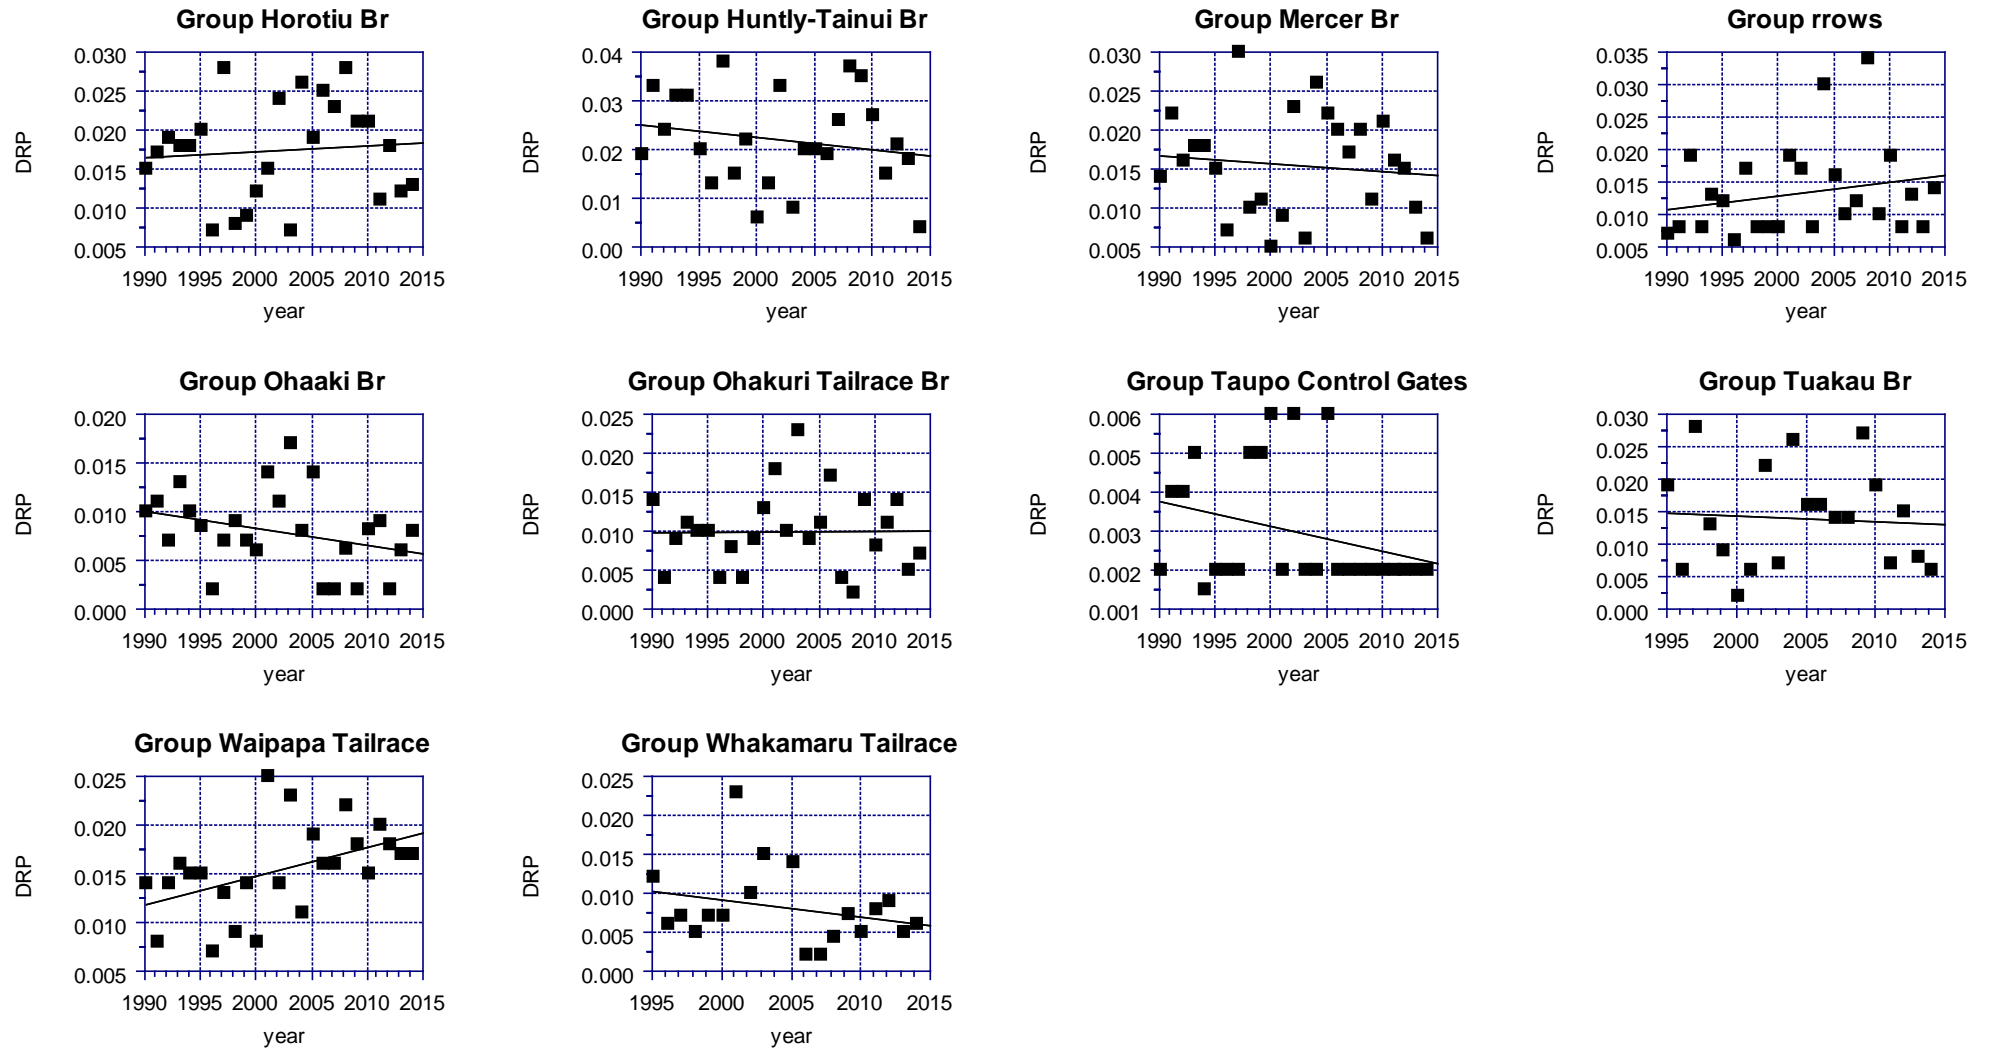 Group Horotiu Br
Group Huntly-Tainui Br
Group Mercer Br
Group rrows
0.030
0.025
0.020
0.015
0.010
0.005
DRP
1990 1995 2000 2005 2010 2015
year
0.04
0.03
0.02
0.01
0.00
DRP
1990 1995 2000 2005 2010 2015
year
0.030
0.025
0.020
0.015
0.010
0.005
DRP
1990 1995 2000 2005 2010 2015
year
0.035
0.030
0.025
0.020
0.015
0.010
0.005
DRP
1990 1995 2000 2005 2010 2015
year
Group Ohaaki Br
Group Ohakuri Tailrace Br
Group Taupo Control Gates
Group Tuakau Br
0.020
0.015
0.010
0.005
0.000
DRP
1990 1995 2000 2005 2010 2015
year
0.025
0.020
0.015
0.010
0.005
0.000
DRP
1990 1995 2000 2005 2010 2015
year
0.006
0.005
0.004
0.003
0.002
0.001
DRP
1990 1995 2000 2005 2010 2015
year
0.030
0.025
0.020
0.015
0.010
0.005
0.000
DRP
1995 2000 2005 2010 2015
year
Group Waipapa Tailrace
Group Whakamaru Tailrace
0.025
0.020
0.015
0.010
0.005
DRP
1990 1995 2000 2005 2010 2015
year
0.025
0.020
0.015
0.010
0.005
0.000
DRP
1995 2000 2005 2010 2015
year